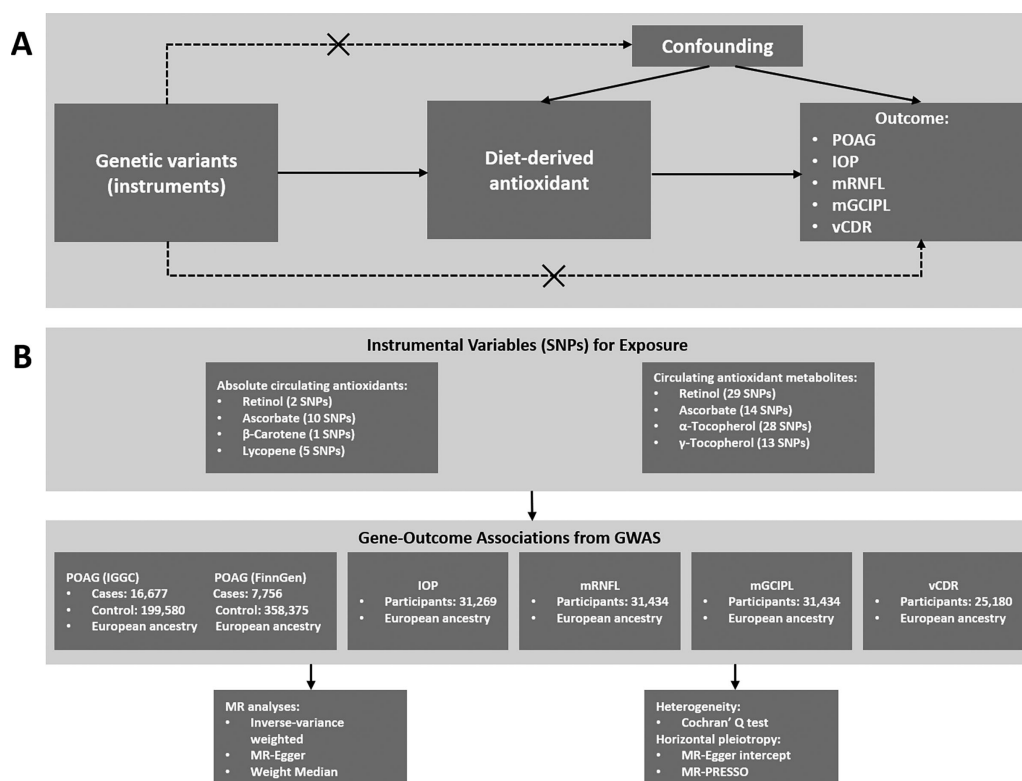 A
Confounding
Genetic variants
(instruments)
Diet-derived
antioxidant
Outcome:
• POAG
• IOP
• mRNFL
• mGCIPL
• vCDR
B
Instrumental Variables (SNPs) for Exposure
Absolute circulating antioxidants:
• Retinol (2 SNPs)
• Ascorbate (10 SNPs)
• β-Carotene (1 SNPs)
• Lycopene (5 SNPs)
Circulating antioxidant metabolites:
• Retinol (29 SNPs)
• Ascorbate (14 SNPs)
• α-Tocopherol (28 SNPs)
• γ-Tocopherol (13 SNPs)
Gene-Outcome Associations from GWAS
POAG (IGGC)
• Cases: 16,677
• Control: 199,580
• European ancestry
POAG (FinnGen)
Cases: 7,756
Control: 358,375
European ancestry
IOP
• Participants: 31,269
• European ancestry
mRNFL
• Participants: 31,434
• European ancestry
mGCIPL
• Participants: 31,434
• European ancestry
vCDR
• Participants: 25,180
• European ancestry
MR analyses:
• Inverse-variance
weighted
• MR-Egger
• Weight Median
Heterogeneity:
• Cochran' Q test
Horizontal pleiotropy:
• MR-Egger intercept
• MR-PRESSO